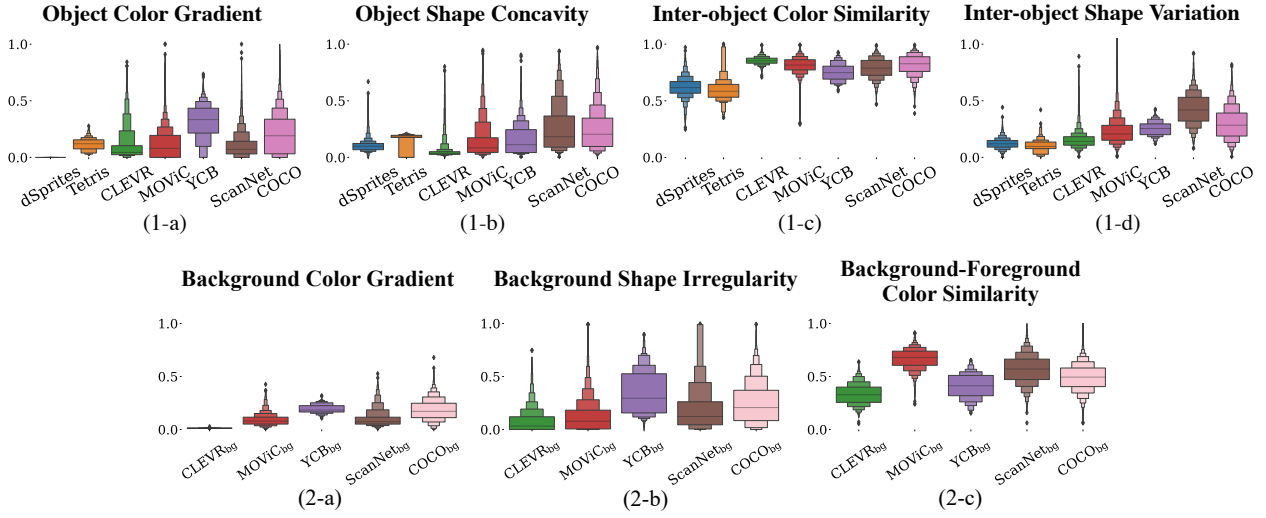 Object Color Gradient
Object Shape Concavity
Inter-object Color Similarity
Inter-object Shape Variation
1.0
0.5
0.0
dSprites
Tetris
CLEVR
MOViC
YCB
ScanNet
COCO
(1-a)
1.0
0.5
0.0
dSprites
Tetris
CLEVR
MOViC
YCB
ScanNet
COCO
(1-b)
1.0
0.5
0.0
dSprites
Tetris
CLEVR
MOViC
YCB
ScanNet
COCO
(1-c)
1.0
0.5
0.0
dSprites
Tetris
CLEVR
MOViC
YCB
ScanNet
COCO
(1-d)
Background Color Gradient
Background Shape Irregularity
Background-Foreground
Color Similarity
1.0
0.5
0.0
CLEVRbg
MOViCbg
YCBbg
ScanNetbg
COCObg
(2-a)
1.0
0.5
0.0
CLEVRbg
MOViCbg
YCBbg
ScanNetbg
COCObg
(2-b)
1.0
0.5
0.0
CLEVRbg
MOViCbg
YCBbg
ScanNetbg
COCObg
(2-c)